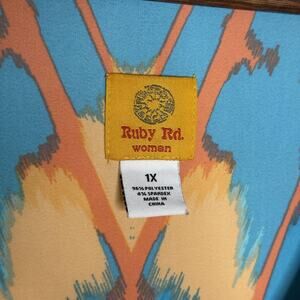 Ruby Rd.
woman
1X
96% POLYESTER
4% SPANDEX
MADE IN
CHINA